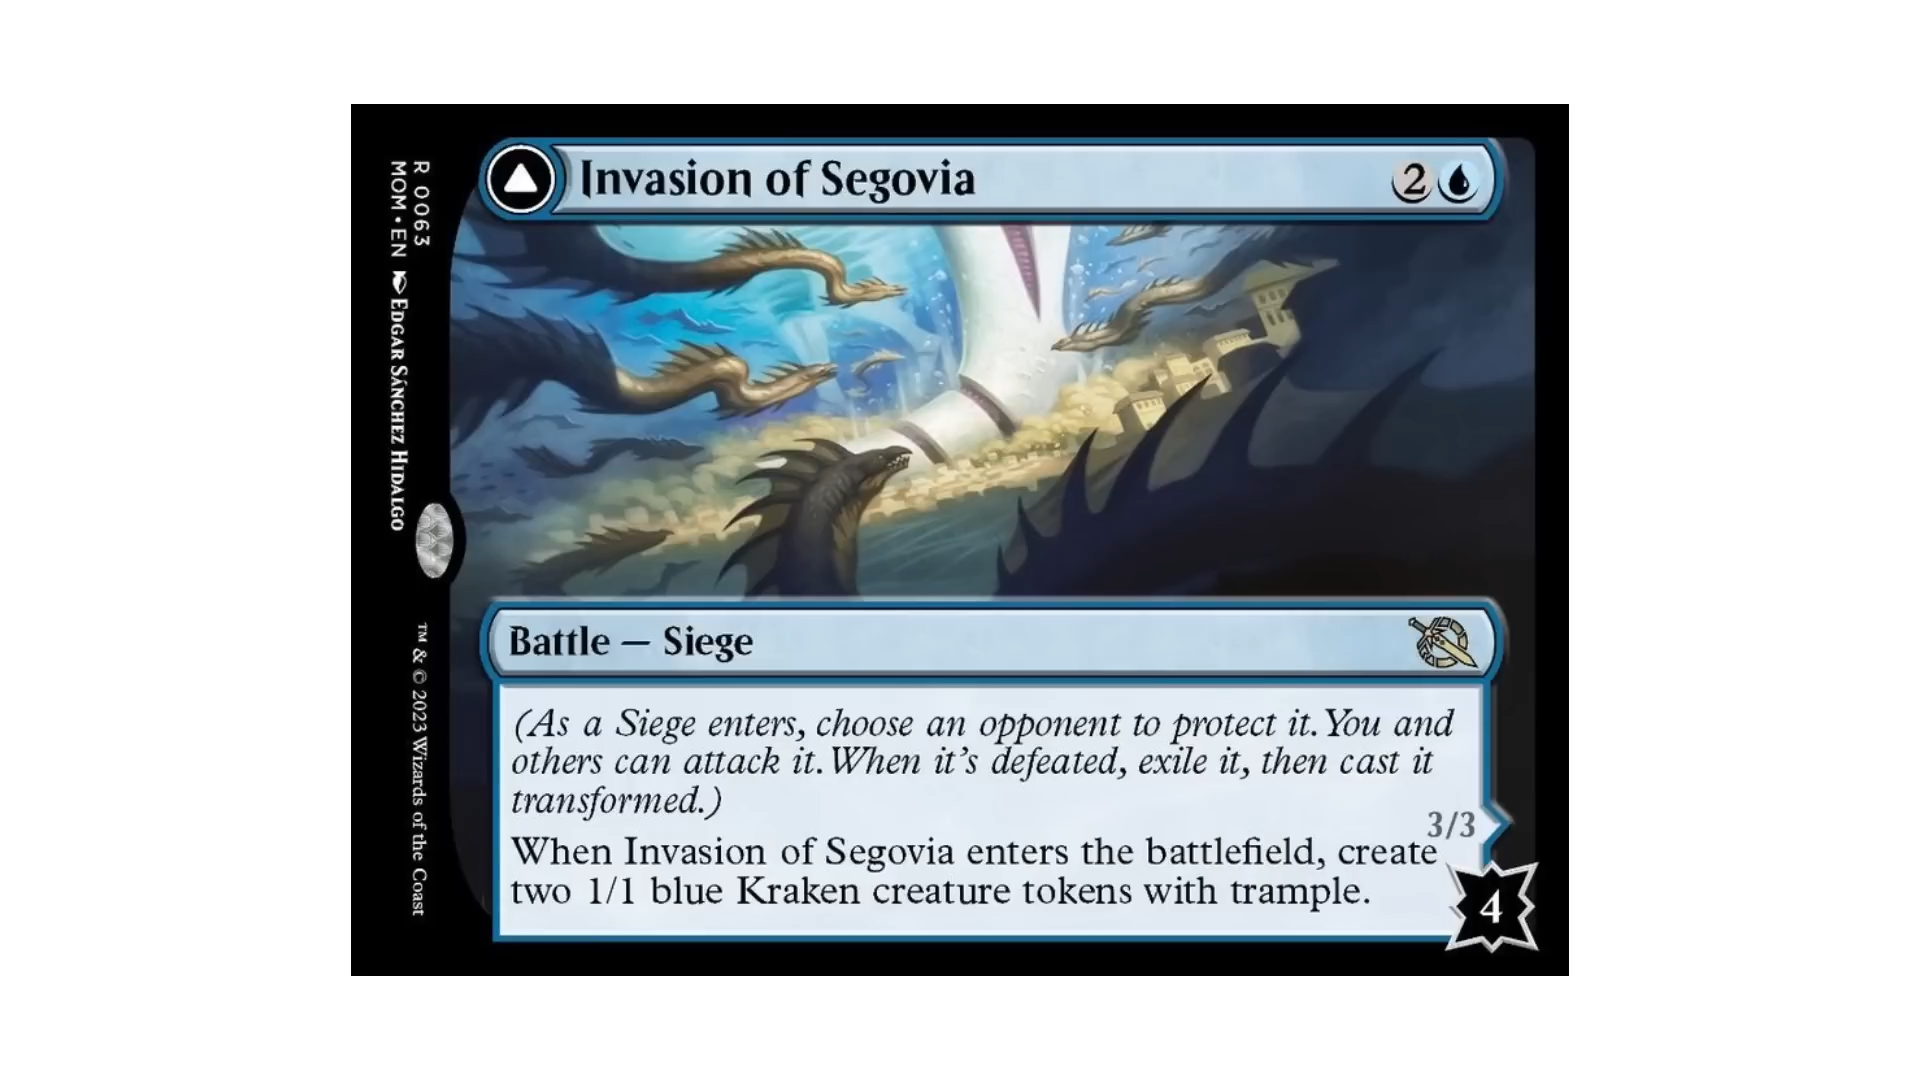 Invasion of Segovia
2
Battle — Siege
(As a Siege enters, choose an opponent to protect it. You and
others can attack it. When it's defeated, exile it, then cast it
transformed.)
When Invasion of Segovia enters the battlefield, create
two 1/1 blue Kraken creature tokens with trample.
3/3
4
R 0063
MOM • EN EDGAR SÁNCHEZ HIDALGO
™ & © 2023 Wizards of the Coast